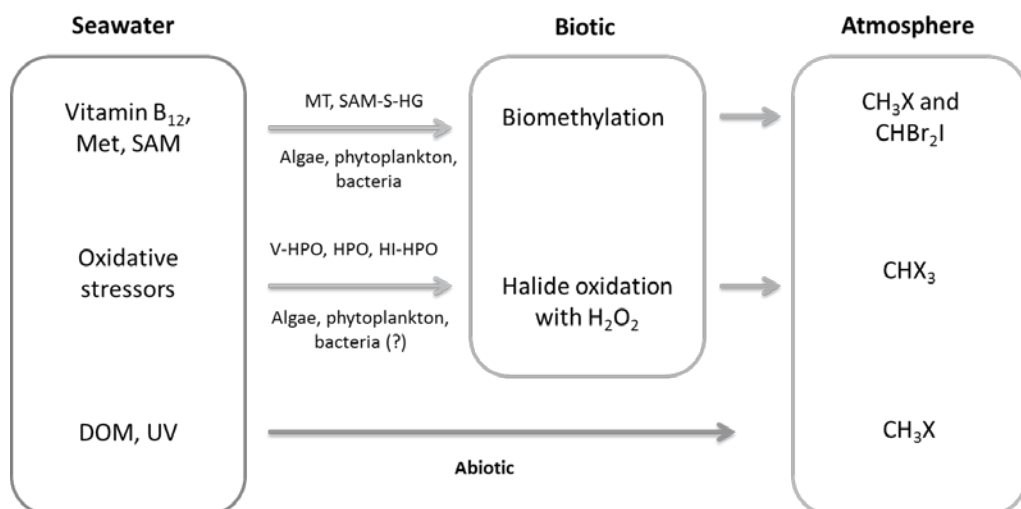 Seawater
Biotic
Atmosphere
Vitamin B₁₂,
Met, SAM
MT, SAM-S-HG
Algae, phytoplankton,
bacteria
Biomethylation
CH₃X and
CHBr₂I
Oxidative
stressors
V-HPO, HPO, HI-HPO
Algae, phytoplankton,
bacteria (?)
Halide oxidation
with H₂O₂
CHX₃
DOM, UV
Abiotic
CH₃X